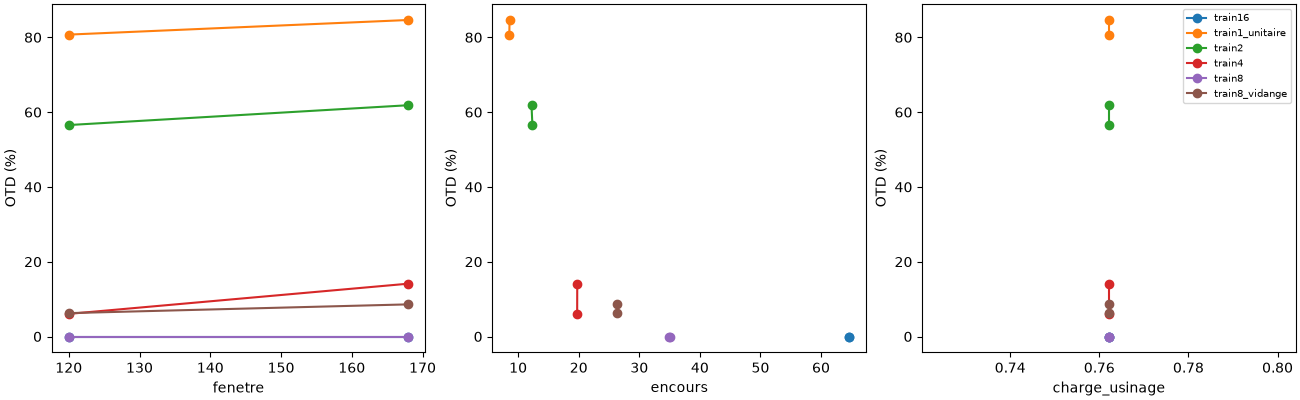 OTD (%)
80
60
40
20
0
120
130
140
150
160
170
fenetre
OTD (%)
80
60
40
20
0
10
20
30
40
50
60
encours
OTD (%)
80
60
40
20
0
0.74
0.76
0.78
0.80
charge_usinage
train16
train1_unitaire
train2
train4
train8
train8_vidange